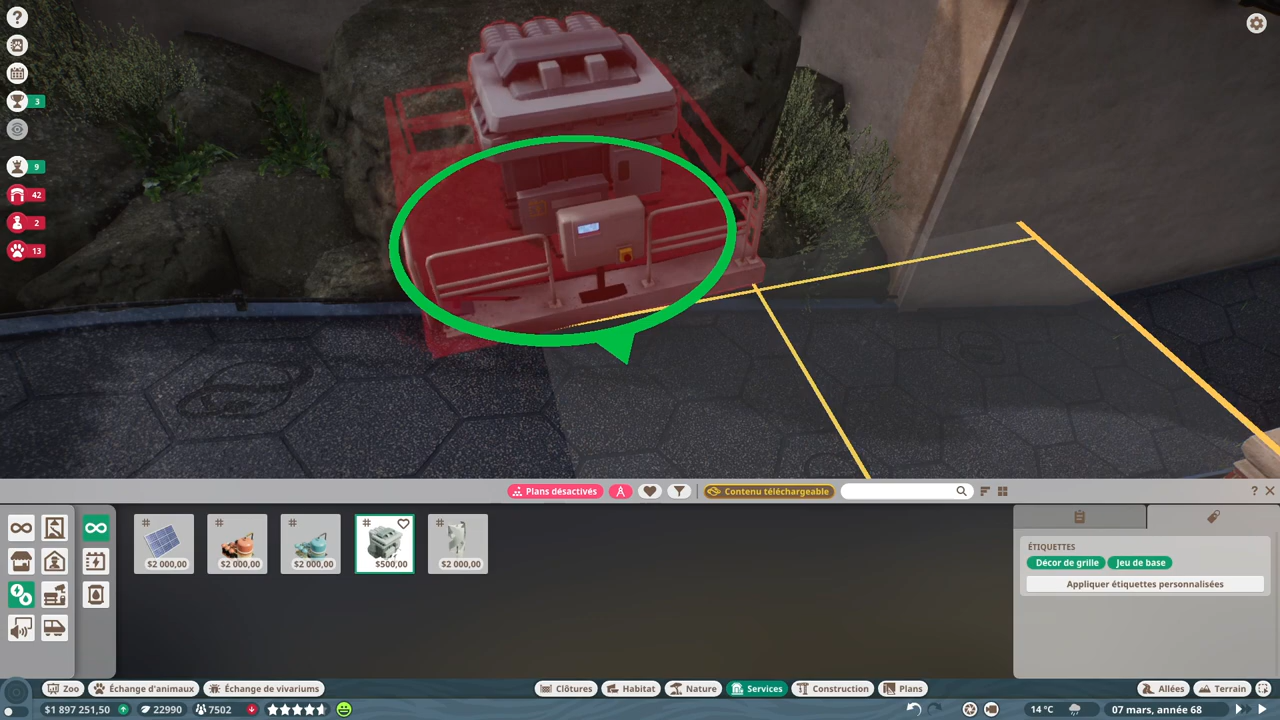 ?
3
9
42
2
13
Plans désactivés
Contenu téléchargeable
?
# $2 000,00
# $2 000,00
# $2 000,00
# $500,00
# $2 000,00
ÉTIQUETTES
Décor de grille Jeu de base
Appliquer étiquettes personnalisées
Zoo Échange d'animaux Échange de vivariums Clôtures Habitat Nature Services Construction Plans Allées Terrain
$1 897 251,50 22990 7502 14 °C 07 mars, année 68